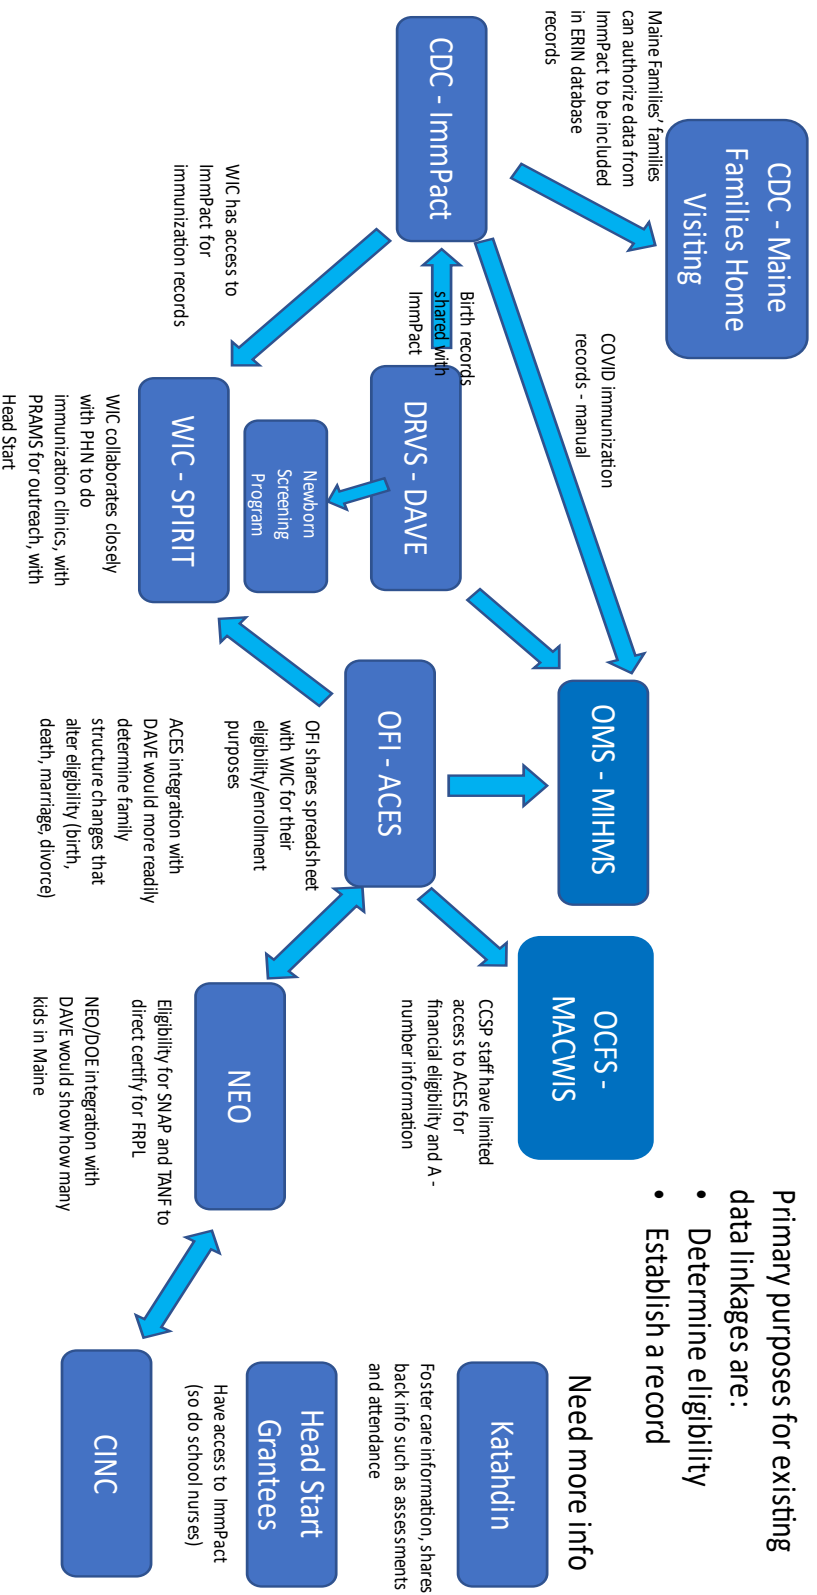 Primary purposes for existing
data linkages are:
• Determine eligibility
• Establish a record
CDC - Maine
Families Home
Visiting
Maine Families' families
can authorize data from
ImmPact to be included
in ERIN database
records
COVID immunization
records - manual
CDC - ImmPact
Birth records
shared with
ImmPact
DRVS - DAVE
Newborn
Screening
Program
WIC has access to
ImmPact for
immunization records
WIC - SPIRIT
WIC collaborates closely
with PHN to do
immunization clinics, with
PRAMS for outreach, with
Head Start
OMS - MIHMS
OFI - ACES
OFI shares spreadsheet
with WIC for their
eligibility/enrollment
purposes
ACES integration with
DAVE would more readily
determine family
structure changes that
alter eligibility (birth,
death, marriage, divorce)
OCFS -
MACWIS
CCSP staff have limited
access to ACES for
financial eligibility and A -
number information
NEO
Eligibility for SNAP and TANF to
direct certify for FRPL
NEO/DOE integration with
DAVE would show how many
kids in Maine
Need more info
Katahdin
Foster care information, shares
back info such as assessments
and attendance
Head Start
Grantees
Have access to ImmPact
(so do school nurses)
CINC